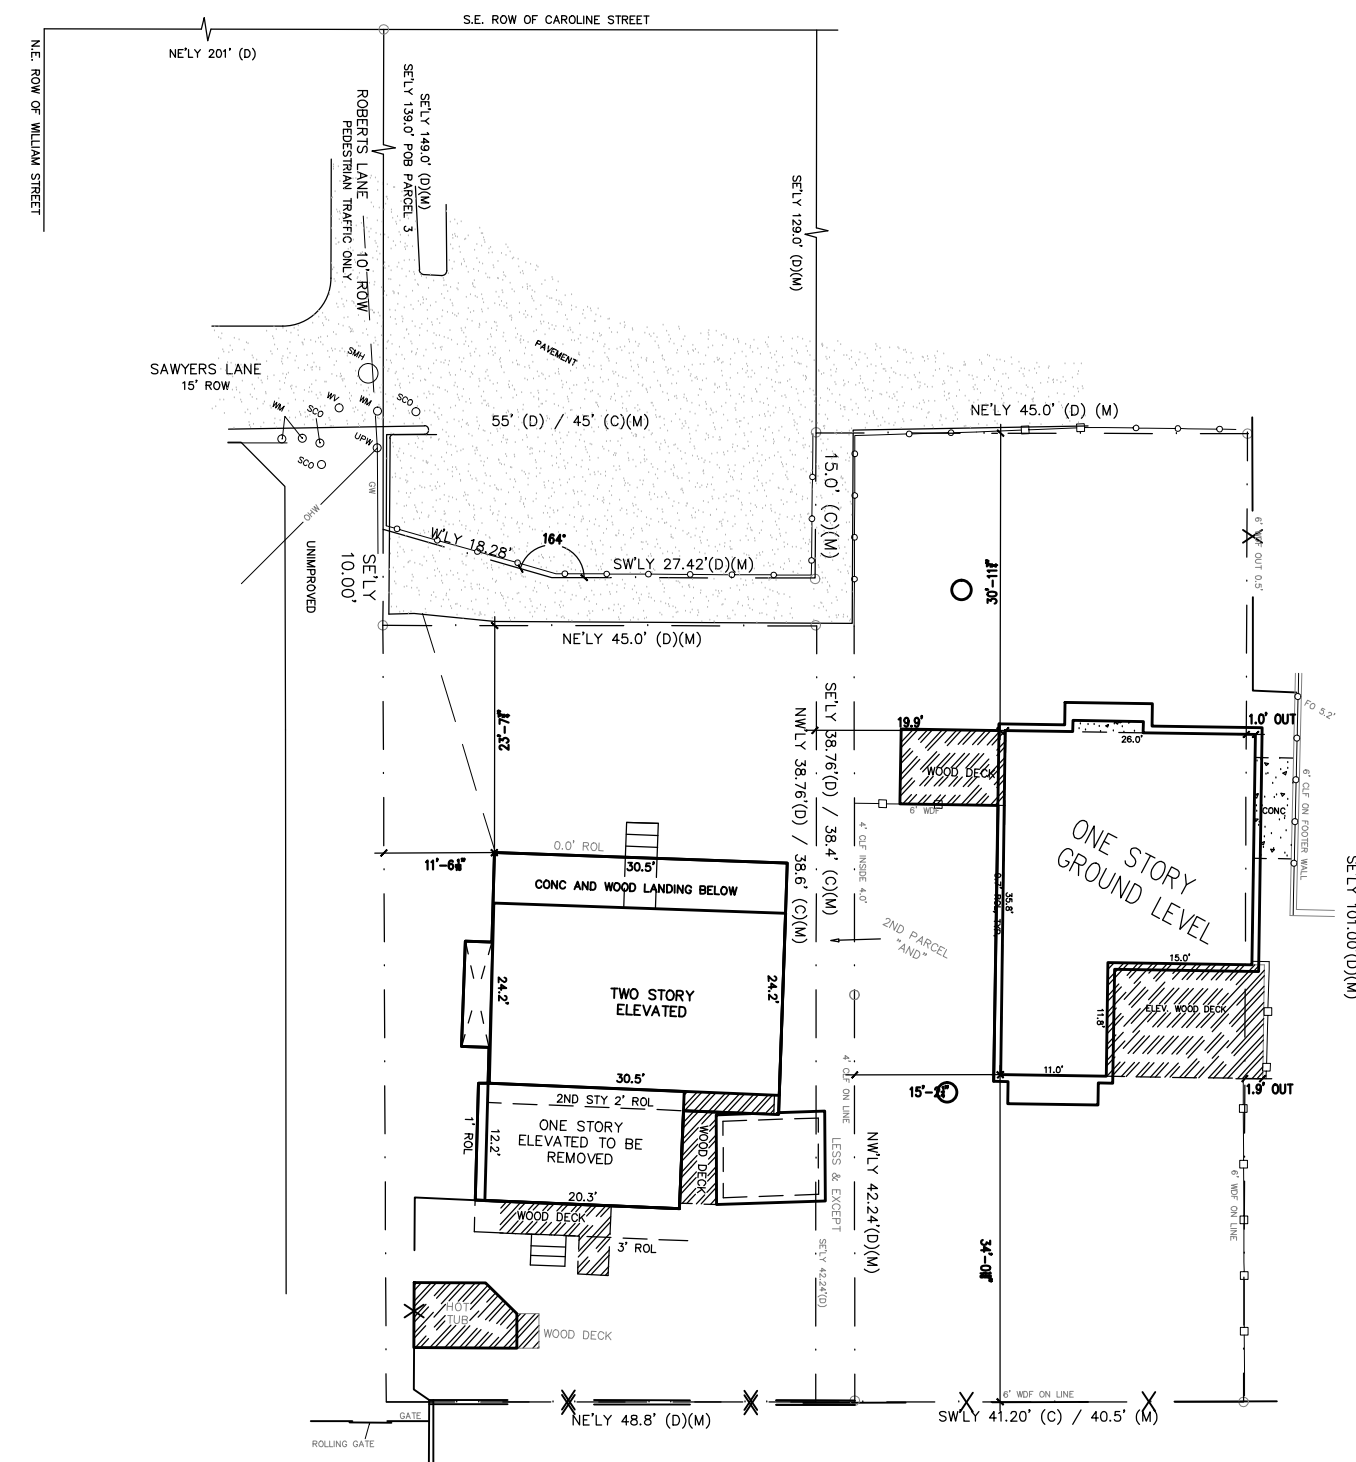 S.E. ROW OF CAROLINE STREET
NE'LY 201' (D)
N.E. ROW OF WILLIAM STREET
ROBERTS LANE 10' ROW
PEDESTRIAN TRAFFIC ONLY
SE'LY 149.0' (D)(M)
SE'LY 139.0' POB PARCEL 3
SE'LY 129.0' (D)(M)
PAVEMENT
SAWYERS LANE
15' ROW
SMH
WM
SCO
WV
WM
SCO
UPW
SCO
GW
OHW
UNIMPROVED
55' (D) / 45' (C)(M)
NE'LY 45.0' (D) (M)
15.0' (C)(M)
W'LY 18.28'
164°
SW'LY 27.42'(D)(M)
SE'LY
10.00'
NE'LY 45.0' (D)(M)
6' WDF OUT 0.5'
FO 5.2'
SE'LY 38.76'(D) / 38.4' (C)(M)
NW'LY 38.76'(D) / 38.6' (C)(M)
19.9'
1.0' OUT
26.0'
WOOD DECK
6' WDF
CONC
6' CLF ON FOOTER WALL
SE'LY 101.00'(D)(M)
ONE STORY
GROUND LEVEL
35.8'
4' CLF INSIDE 4.0'
0.0' ROL
30.5'
CONC AND WOOD LANDING BELOW
2ND PARCEL
"AND"
TWO STORY
ELEVATED
24.2'
24.2'
15.0'
11.8'
ELEV. WOOD DECK
11.0'
1.9' OUT
30.5'
2ND STY 2' ROL
ONE STORY
ELEVATED TO BE
REMOVED
1' ROL
12.2'
WOOD DECK
20.3'
WOOD DECK
3' ROL
4' CLF ON LINE
LESS & EXCEPT
NW'LY 42.24'(D)(M)
SE'LY 42.24'(D)
6' WDF ON LINE
HOT
TUB
WOOD DECK
6' WDF ON LINE
GATE
ROLLING GATE
NE'LY 48.8' (D)(M)
SW'LY 41.20' (C) / 40.5' (M)